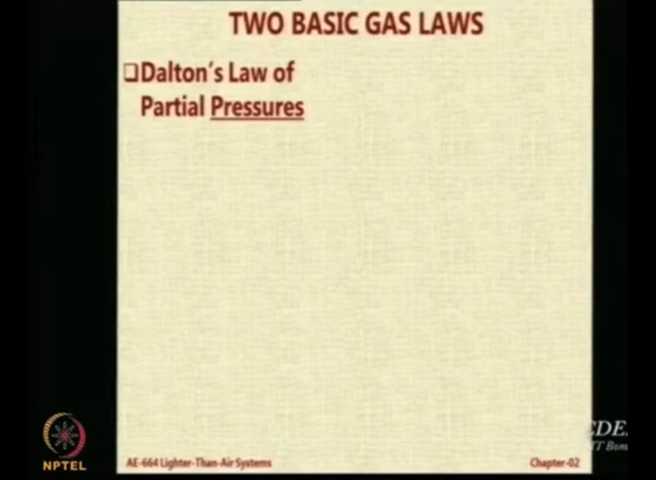 TWO BASIC GAS LAWS
❑Dalton's Law of
Partial Pressures
NPTEL
AE-664 Lighter-Than-Air Systems
Chapter-02